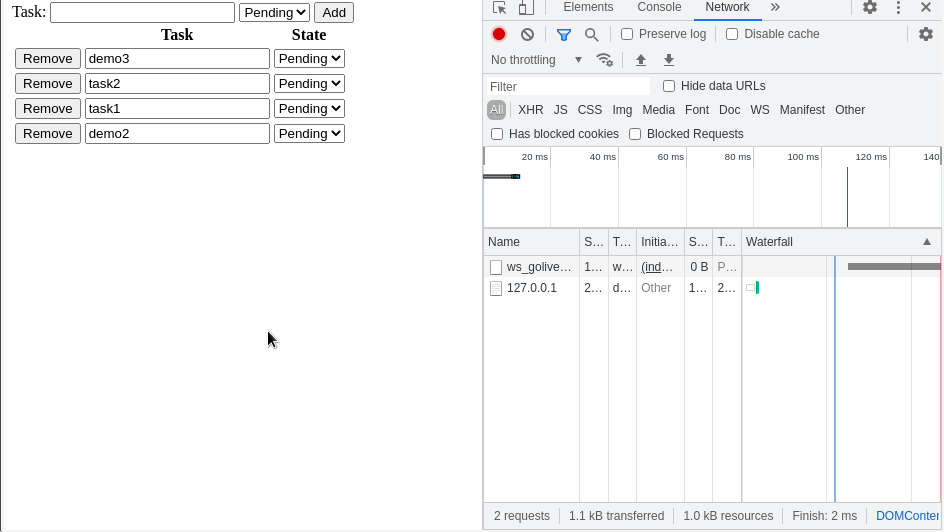 Task: Pending Add
Task State
Remove demo3 Pending
Remove task2 Pending
Remove task1 Pending
Remove demo2 Pending
Elements Console Network
Preserve log Disable cache
No throttling
Filter Hide data URLs
All XHR JS CSS Img Media Font Doc WS Manifest Other
Has blocked cookies Blocked Requests
20 ms 40 ms 60 ms 80 ms 100 ms 120 ms 140
Name S... T... Initia... S... T... Waterfall
ws_golive... 1... w... (ind... 0 B P...
127.0.0.1 2... d... Other 1... 2...
2 requests 1.1 kB transferred 1.0 kB resources Finish: 2 ms DOMConten